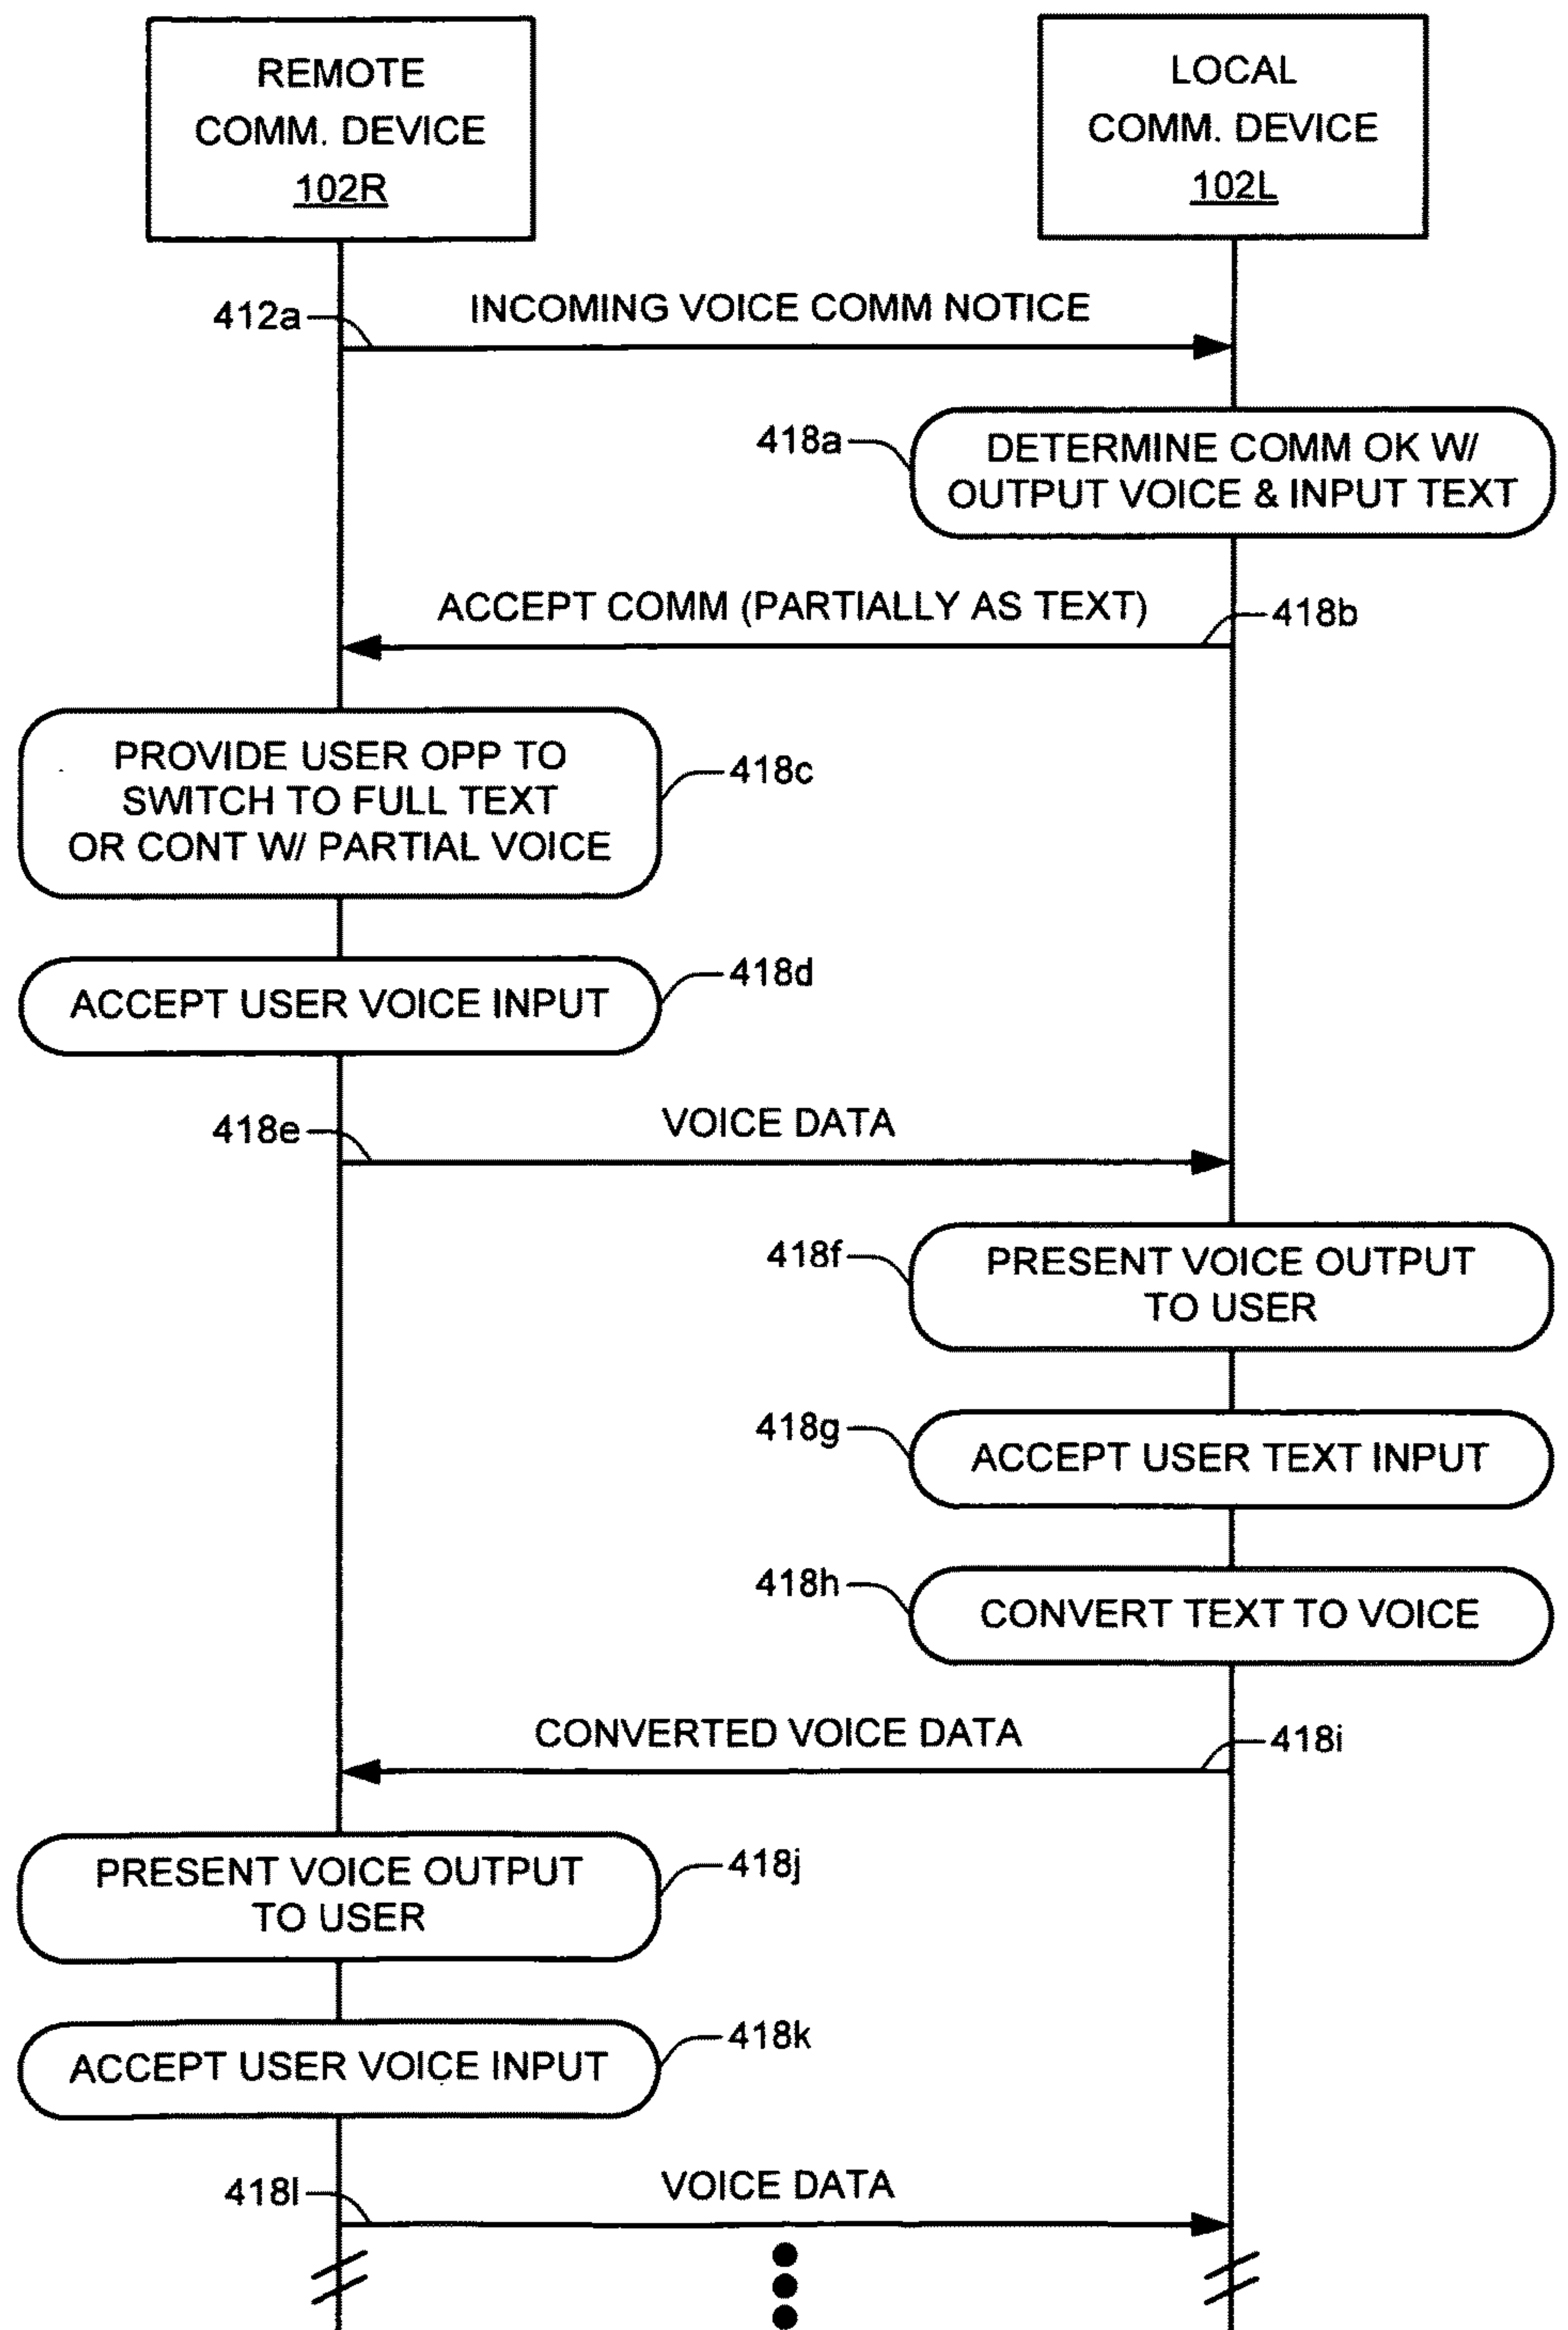 REMOTE
COMM. DEVICE
102R
LOCAL
COMM. DEVICE
102L
412a
INCOMING VOICE COMM NOTICE
418a
DETERMINE COMM OK W/
OUTPUT VOICE & INPUT TEXT
ACCEPT COMM (PARTIALLY AS TEXT)
418b
PROVIDE USER OPP TO
SWITCH TO FULL TEXT
OR CONT W/ PARTIAL VOICE
418c
ACCEPT USER VOICE INPUT
418d
418e
VOICE DATA
418f
PRESENT VOICE OUTPUT
TO USER
418g
ACCEPT USER TEXT INPUT
418h
CONVERT TEXT TO VOICE
CONVERTED VOICE DATA
418i
PRESENT VOICE OUTPUT
TO USER
418j
ACCEPT USER VOICE INPUT
418k
418l
VOICE DATA